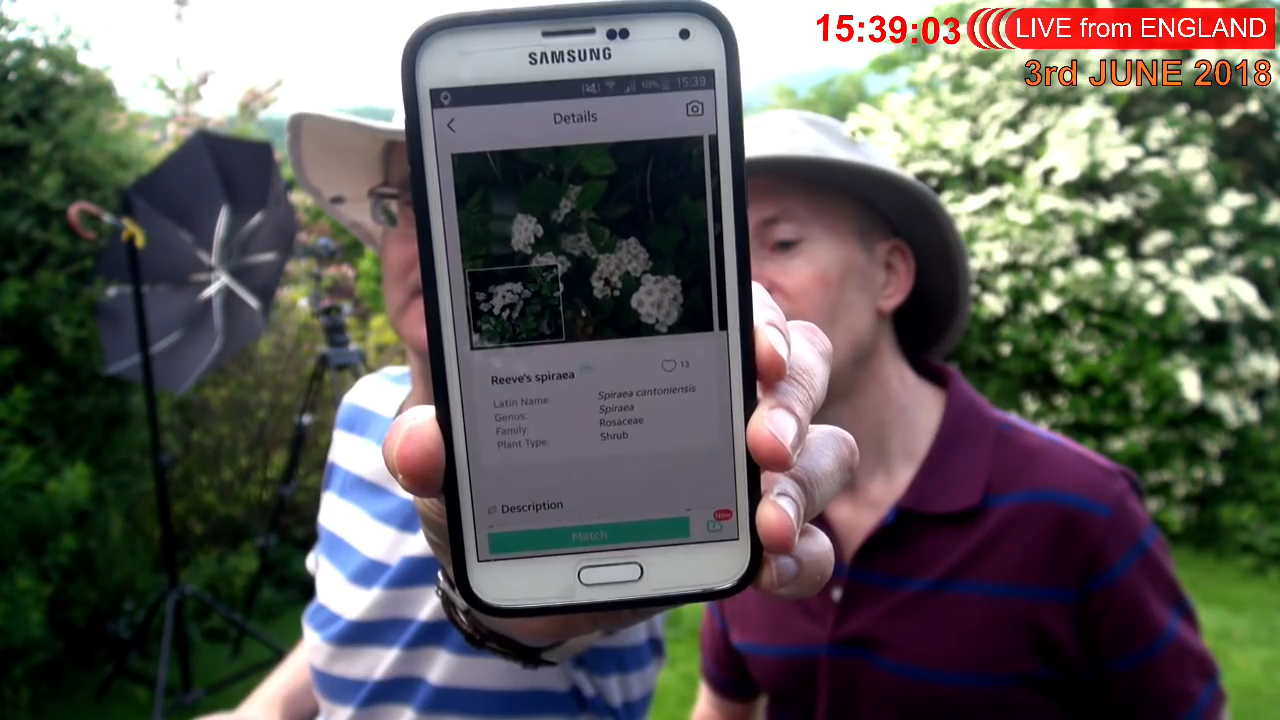 15:39:03 LIVE from ENGLAND
3rd JUNE 2018
SAMSUNG
10% 15:39
Details
Reeve's spiraea
13
Latin Name: Spiraea cantoniensis
Genus: Spiraea
Family: Rosaceae
Plant Type: Shrub
Description
Match
New